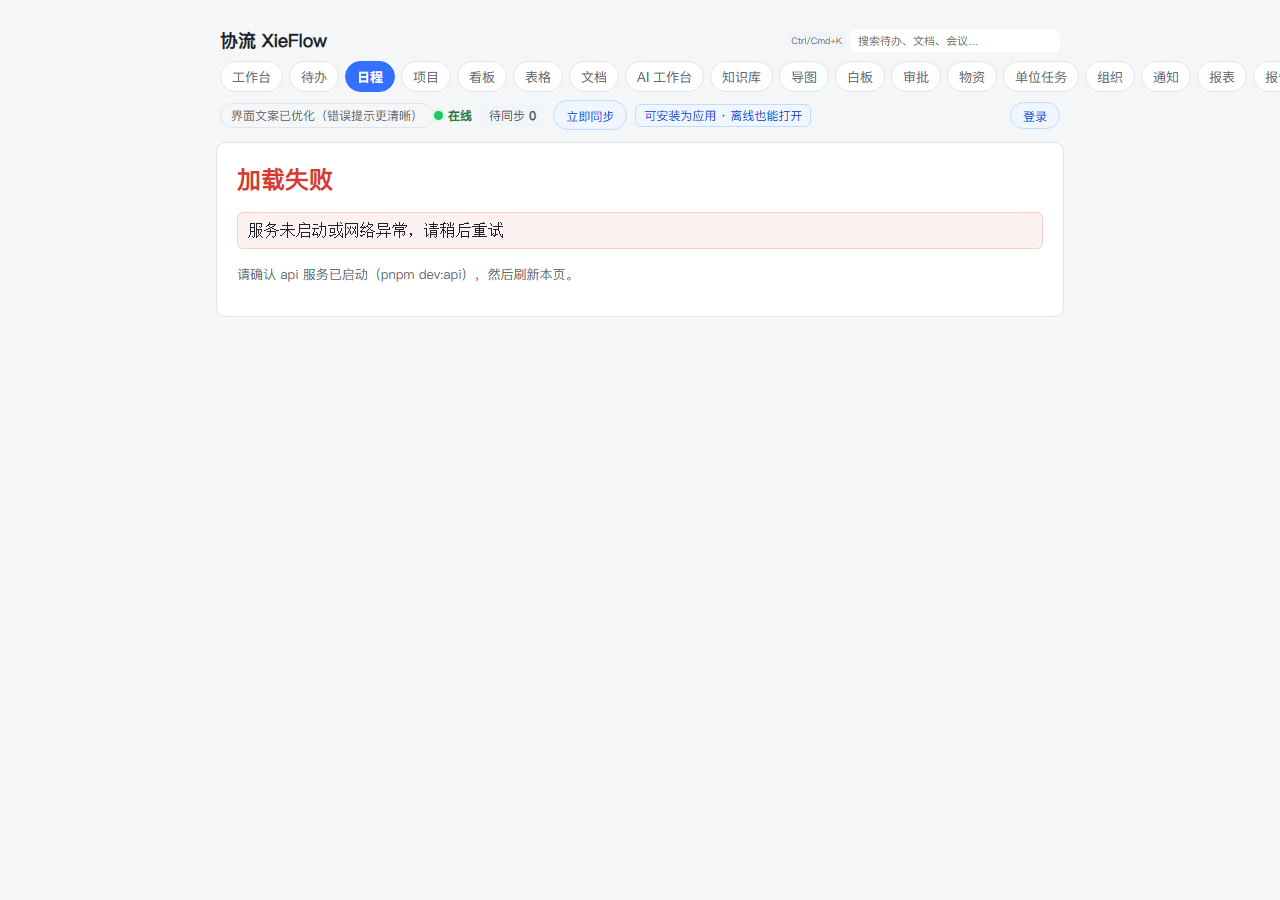 协流 XieFlow
Ctrl/Cmd+K 搜索待办、文档、会议...
工作台 待办 日程 项目 看板 表格 文档 AI 工作台 知识库 导图 白板 审批 物资 单位任务 组织 通知 报表
界面文案已优化（错误提示更清晰） 在线 待同步 0 立即同步 可安装为应用 · 离线也能打开 登录
加载失败
服务未启动或网络异常，请稍后重试
请确认 api 服务已启动（pnpm dev:api），然后刷新本页。